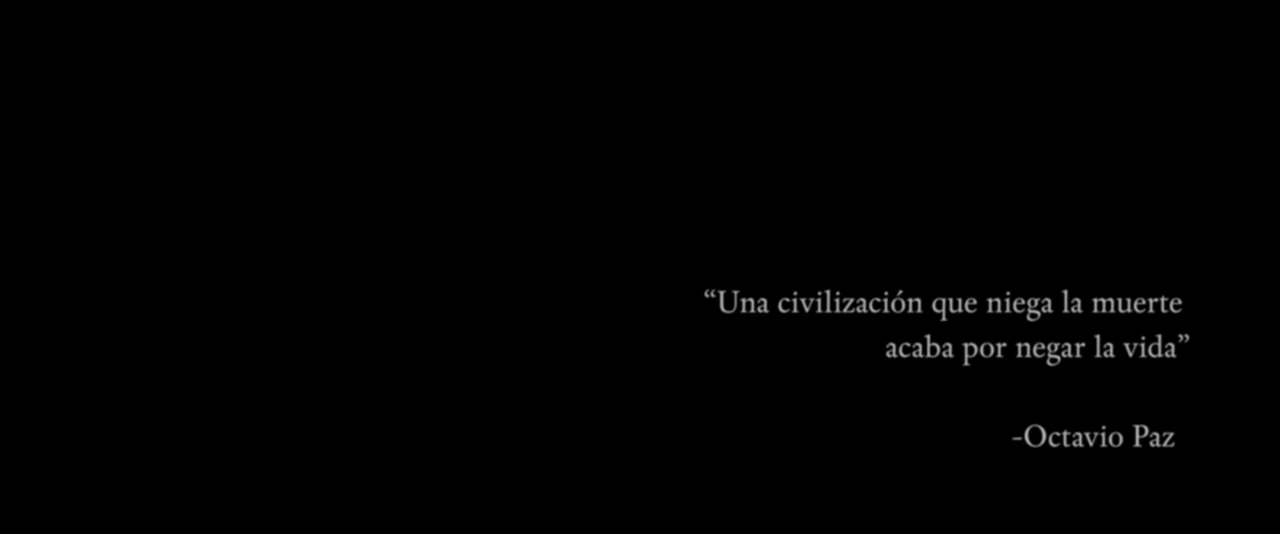 “Una civilización que niega la muerte
acaba por negar la vida”
-Octavio Paz